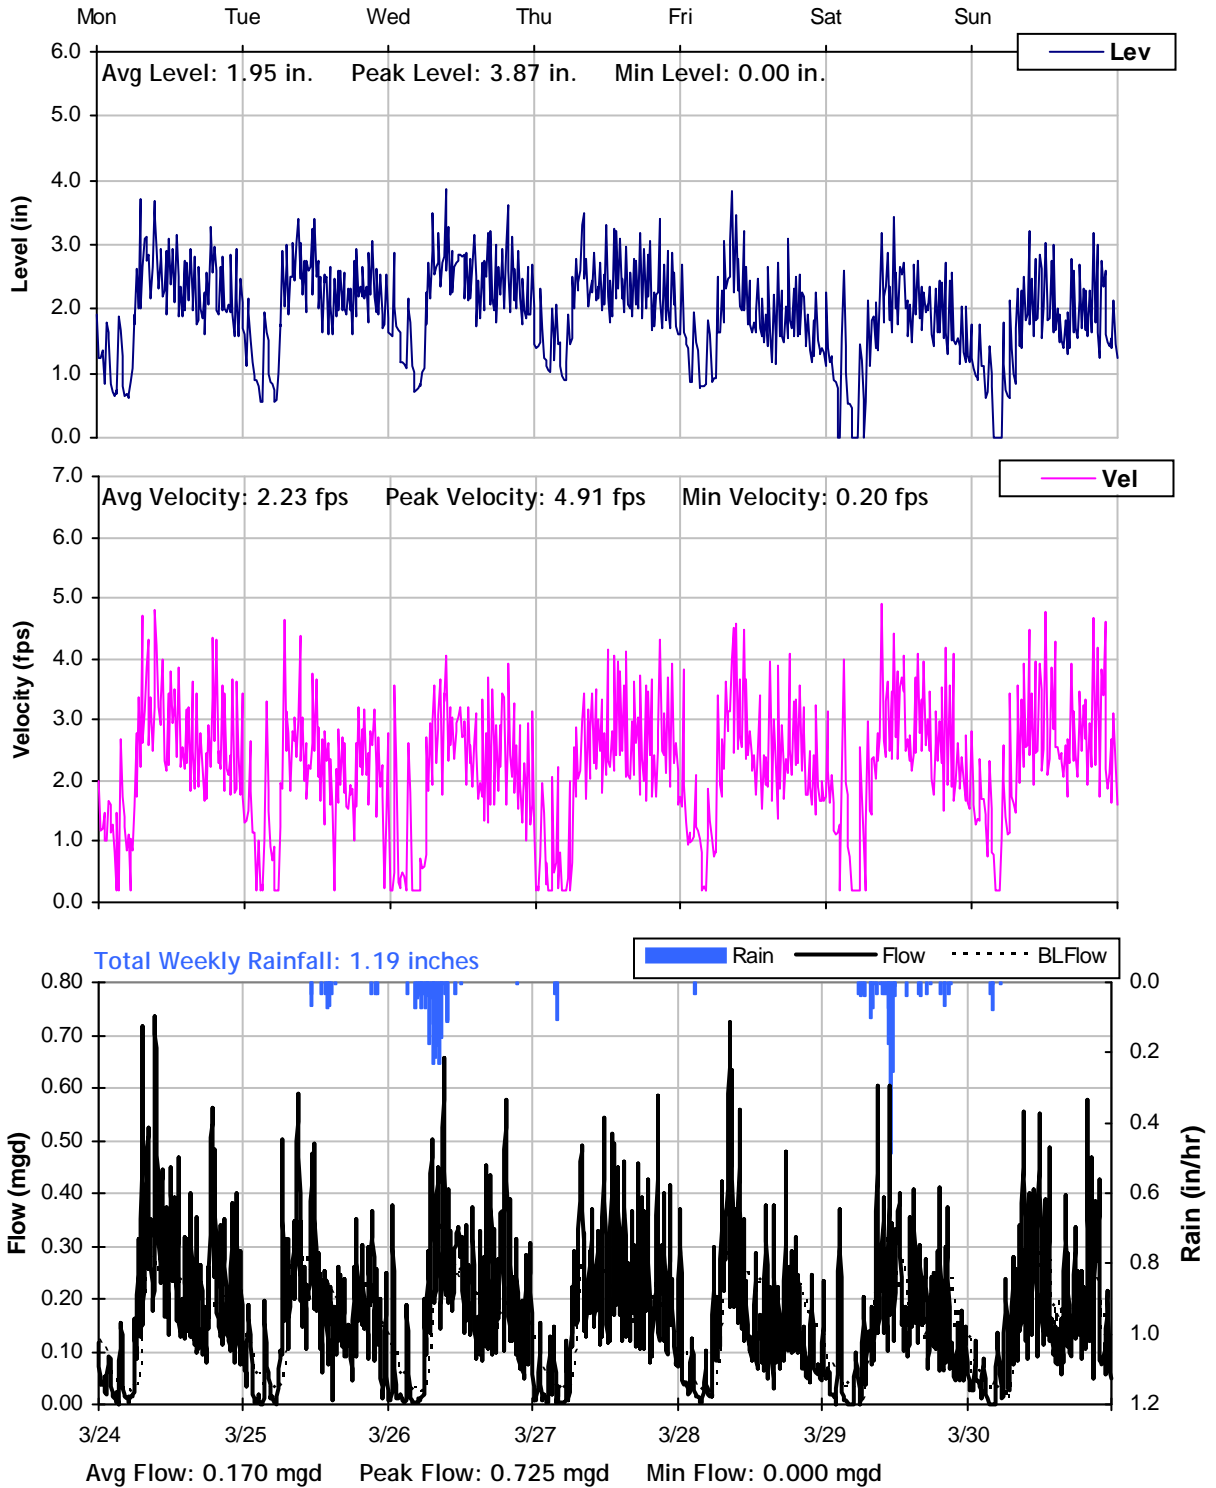 Mon Tue Wed Thu Fri Sat Sun
Lev
Avg Level: 1.95 in. Peak Level: 3.87 in. Min Level: 0.00 in.
6.0
5.0
4.0
3.0
2.0
1.0
0.0
Level (in)
Vel
Avg Velocity: 2.23 fps Peak Velocity: 4.91 fps Min Velocity: 0.20 fps
7.0
6.0
5.0
4.0
3.0
2.0
1.0
0.0
Velocity (fps)
Total Weekly Rainfall: 1.19 inches
Rain Flow BLFlow
0.80
0.70
0.60
0.50
0.40
0.30
0.20
0.10
0.00
Flow (mgd)
0.0
0.2
0.4
0.6
0.8
1.0
1.2
Rain (in/hr)
3/24 3/25 3/26 3/27 3/28 3/29 3/30
Avg Flow: 0.170 mgd Peak Flow: 0.725 mgd Min Flow: 0.000 mgd